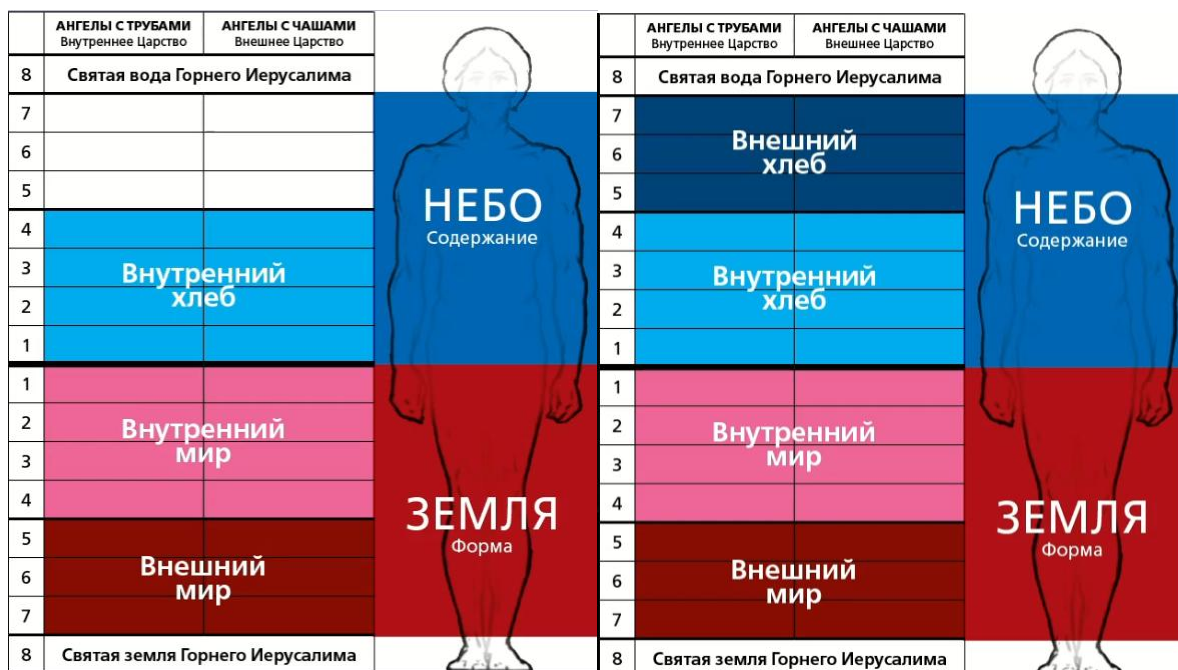 АНГЕЛЫ С ТРУБАМИ
Внутреннее Царство
АНГЕЛЫ С ЧАШАМИ
Внешнее Царство
8 Святая вода Горнего Иерусалима
7
6
5
4
3
2
1
Внутренний
хлеб
1
2
3
4
Внутренний
мир
5
6
7
Внешний
мир
8 Святая земля Горнего Иерусалима
НЕБО
Содержание
ЗЕМЛЯ
Форма
АНГЕЛЫ С ТРУБАМИ
Внутреннее Царство
АНГЕЛЫ С ЧАШАМИ
Внешнее Царство
8 Святая вода Горнего Иерусалима
7
6
5
Внешний
хлеб
4
3
2
1
Внутренний
хлеб
1
2
3
4
Внутренний
мир
5
6
7
Внешний
мир
8 Святая земля Горнего Иерусалима
НЕБО
Содержание
ЗЕМЛЯ
Форма